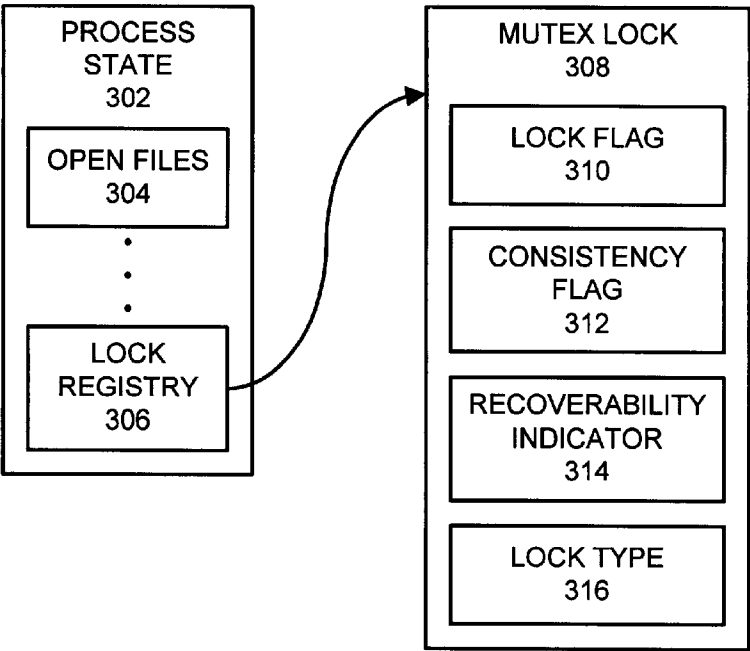 PROCESS
STATE
302
OPEN FILES
304
LOCK
REGISTRY
306
MUTEX LOCK
308
LOCK FLAG
310
CONSISTENCY
FLAG
312
RECOVERABILITY
INDICATOR
314
LOCK TYPE
316